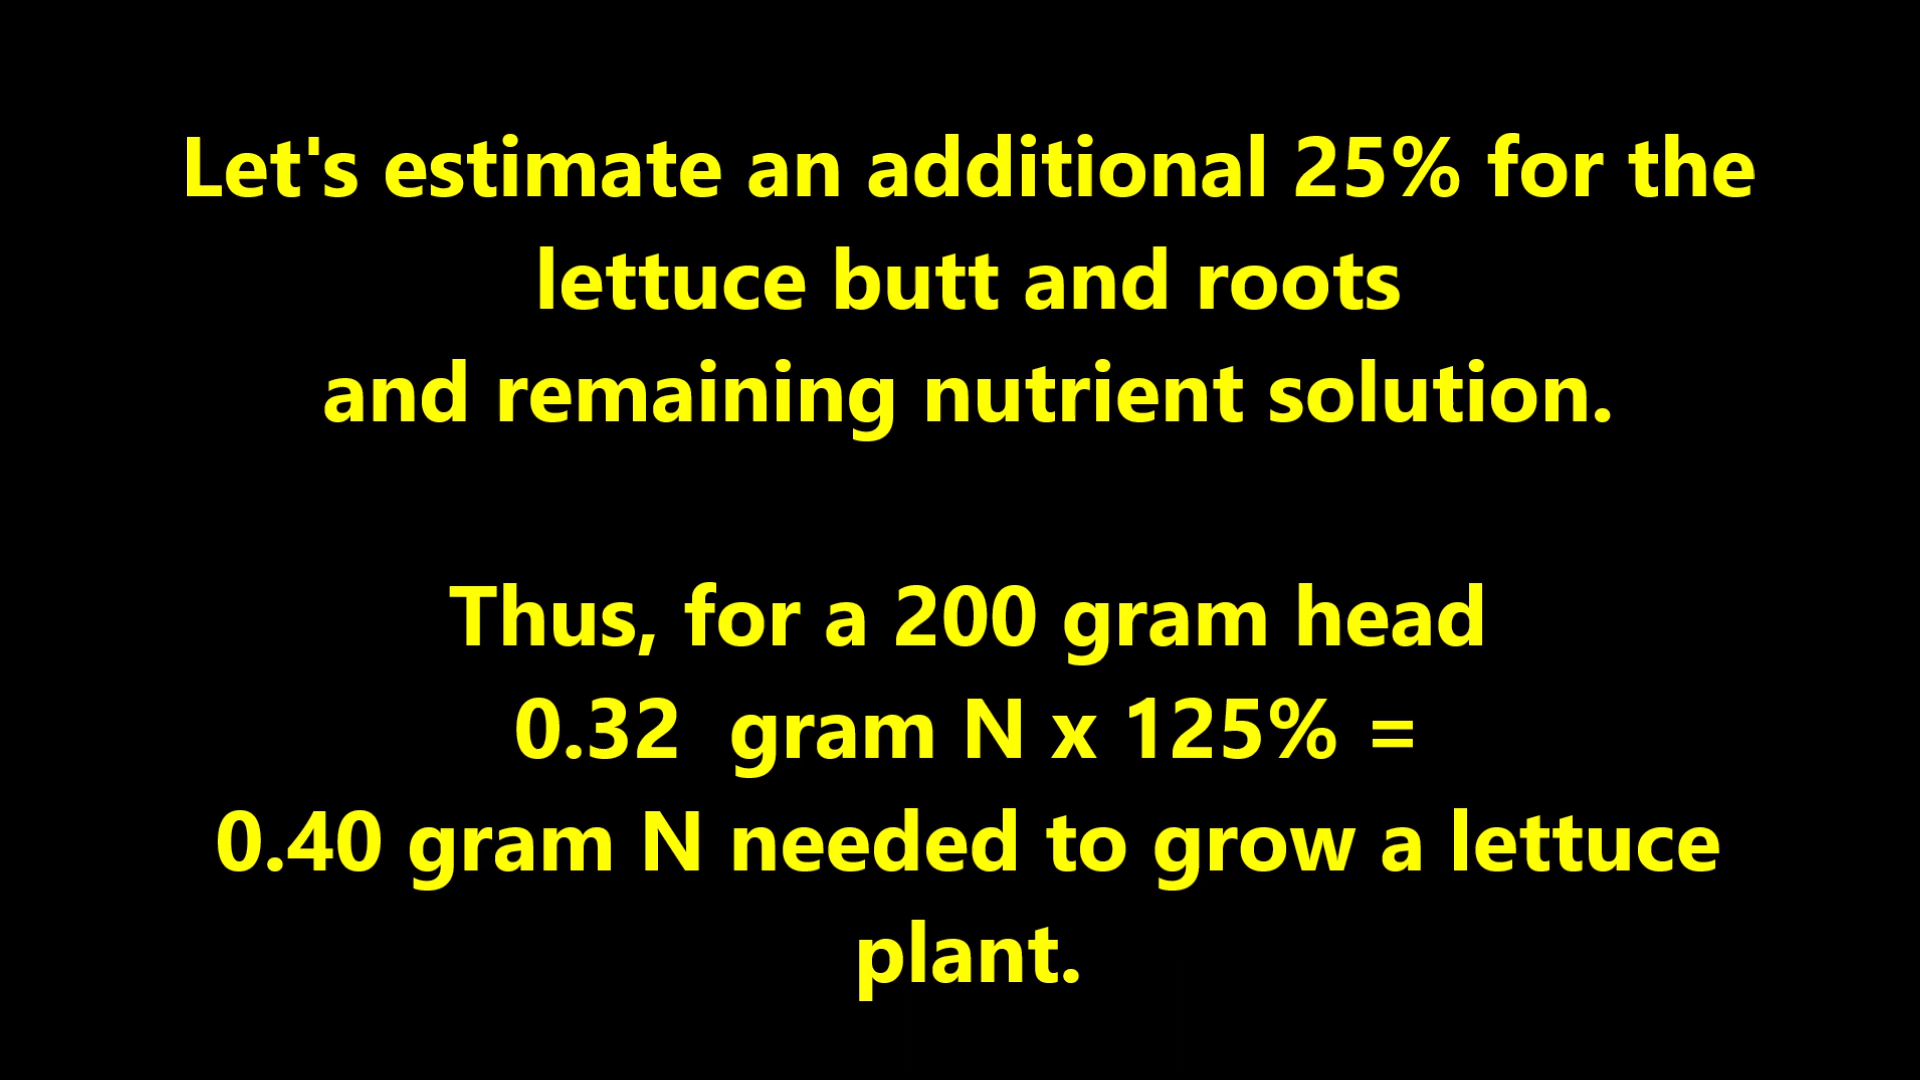 Let's estimate an additional 25% for the
lettuce butt and roots
and remaining nutrient solution.
Thus, for a 200 gram head
0.32  gram N x 125% =
0.40 gram N needed to grow a lettuce
plant.